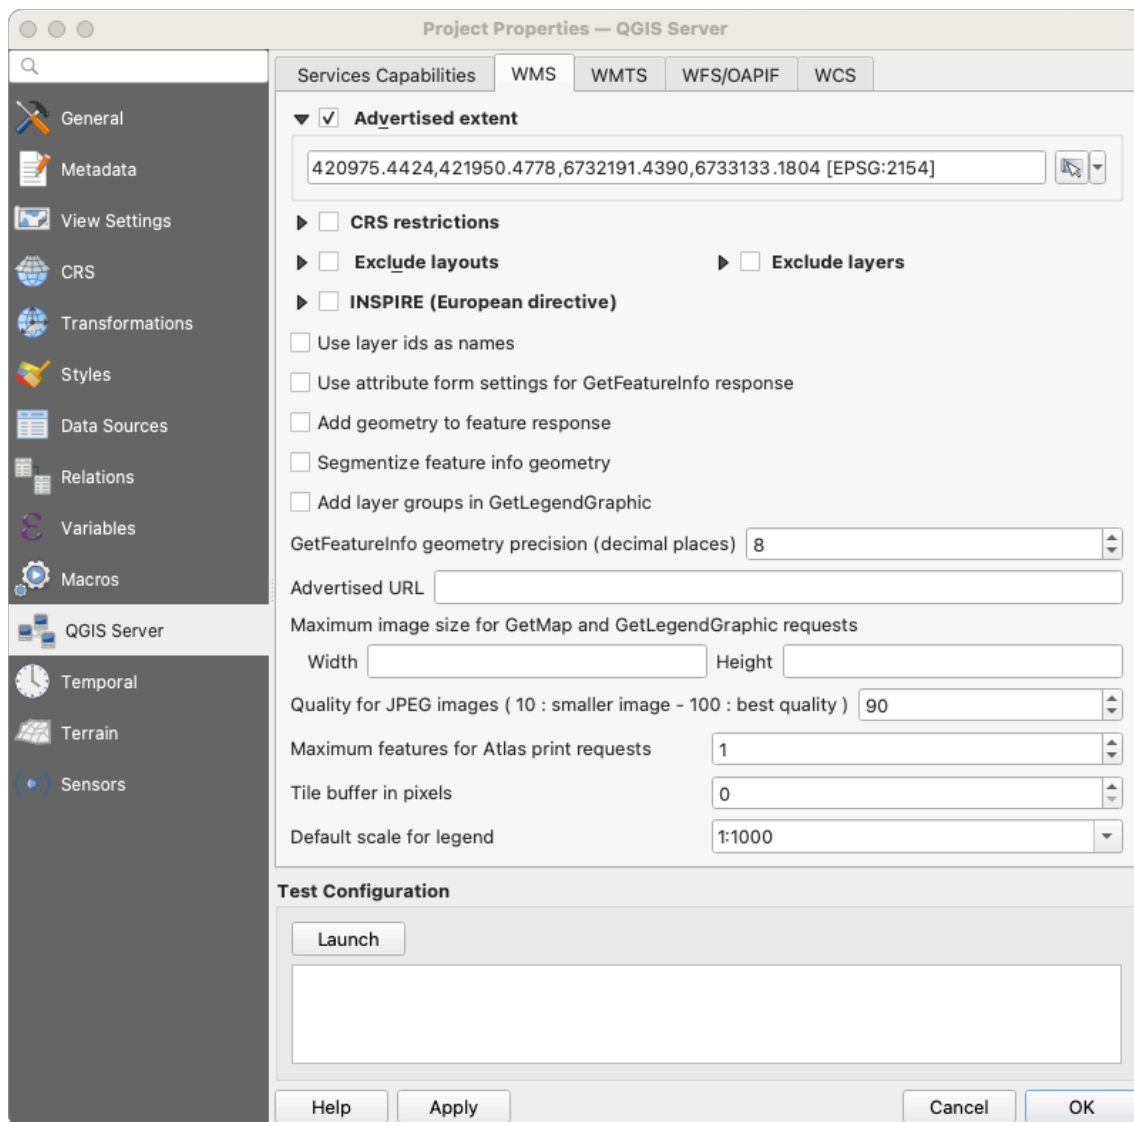 Project Properties — QGIS Server
General
Metadata
View Settings
CRS
Transformations
Styles
Data Sources
Relations
Variables
Macros
QGIS Server
Temporal
Terrain
Sensors
Services Capabilities WMS WMTS WFS/OAPIF WCS
Advertised extent
420975.4424,421950.4778,6732191.4390,6733133.1804 [EPSG:2154]
CRS restrictions
Exclude layouts Exclude layers
INSPIRE (European directive)
Use layer ids as names
Use attribute form settings for GetFeatureInfo response
Add geometry to feature response
Segmentize feature info geometry
Add layer groups in GetLegendGraphic
GetFeatureInfo geometry precision (decimal places) 8
Advertised URL
Maximum image size for GetMap and GetLegendGraphic requests
Width Height
Quality for JPEG images ( 10 : smaller image - 100 : best quality ) 90
Maximum features for Atlas print requests 1
Tile buffer in pixels 0
Default scale for legend 1:1000
Test Configuration
Launch
Help Apply Cancel OK